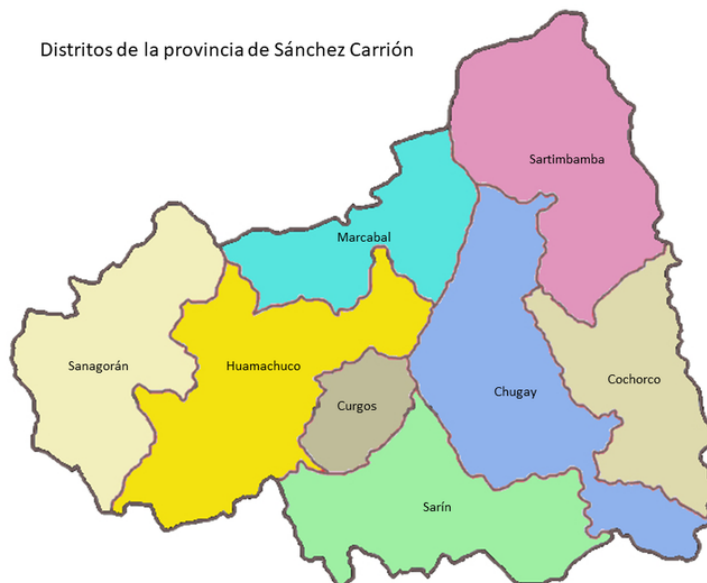 Distritos de la provincia de Sánchez Carrión
Sartimbamba
Marcabal
Sanagorán
Huamachuco
Cochorco
Chugay
Curgos
Sarín